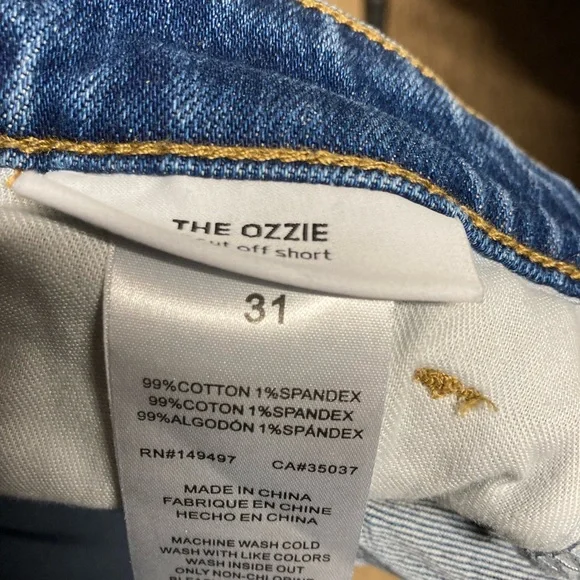 THE OZZIE
cut off short
31
99%COTTON 1%SPANDEX
99%COTON 1%SPANDEX
99%ALGODÓN 1%SPÁNDEX
RN#149497 CA#35037
MADE IN CHINA
FABRIQUE EN CHINE
HECHO EN CHINA
MACHINE WASH COLD
WASH WITH LIKE COLORS
WASH INSIDE OUT
ONLY NON-CHLORINE